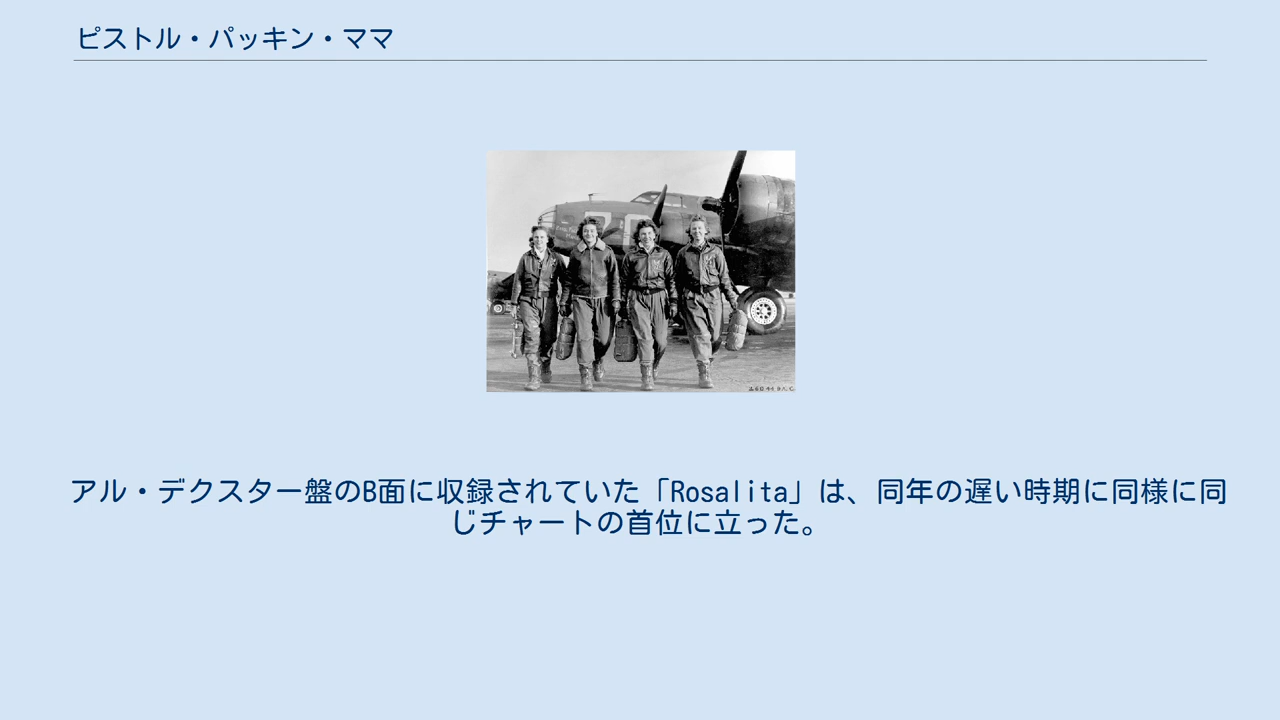 ピストル・パッキン・ママ
アル・デクスター盤のB面に収録されていた「Rosalita」は、同年の遅い時期に同様に同
じチャートの首位に立った。